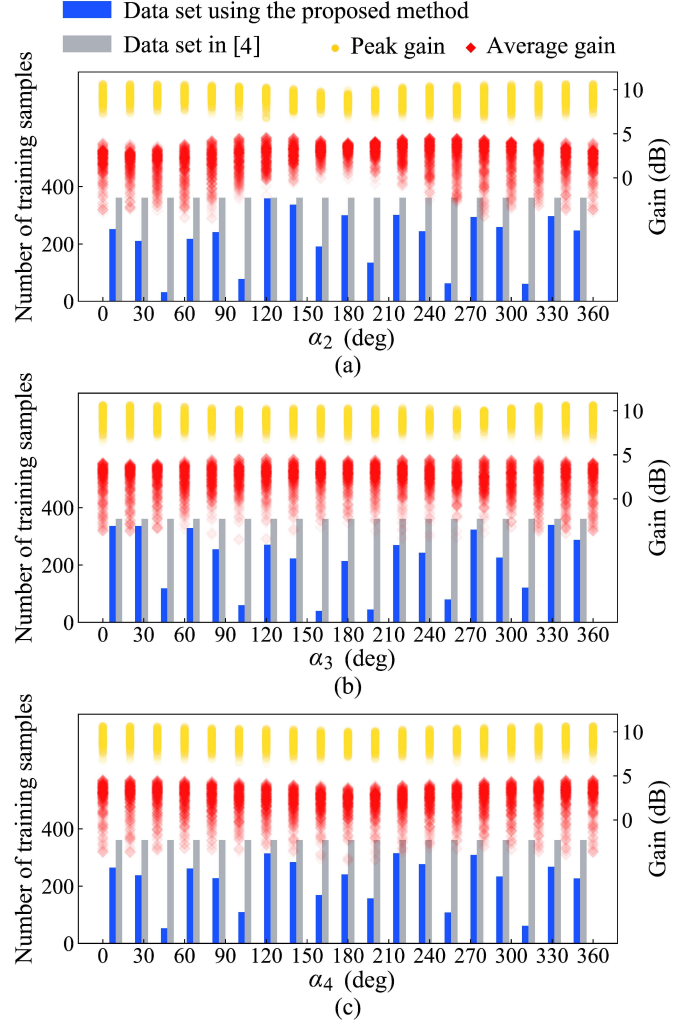 Data set using the proposed method
Data set in [4]
Peak gain
Average gain
Number of training samples
400
200
0
10
5
0
Gain (dB)
0 30 60 90 120 150 180 210 240 270 300 330 360
α2 (deg)
(a)
Number of training samples
400
200
0
10
5
0
Gain (dB)
0 30 60 90 120 150 180 210 240 270 300 330 360
α3 (deg)
(b)
Number of training samples
400
200
0
10
5
0
Gain (dB)
0 30 60 90 120 150 180 210 240 270 300 330 360
α4 (deg)
(c)